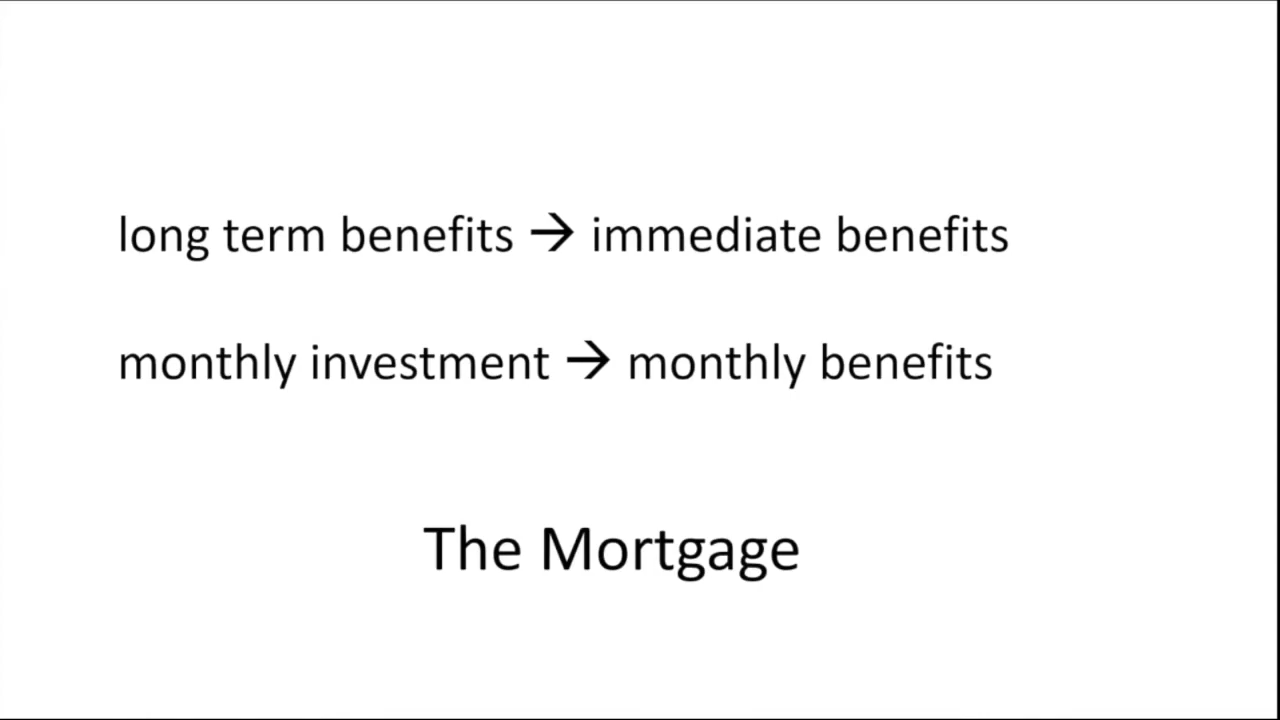 long term benefits → immediate benefits
monthly investment → monthly benefits
The Mortgage